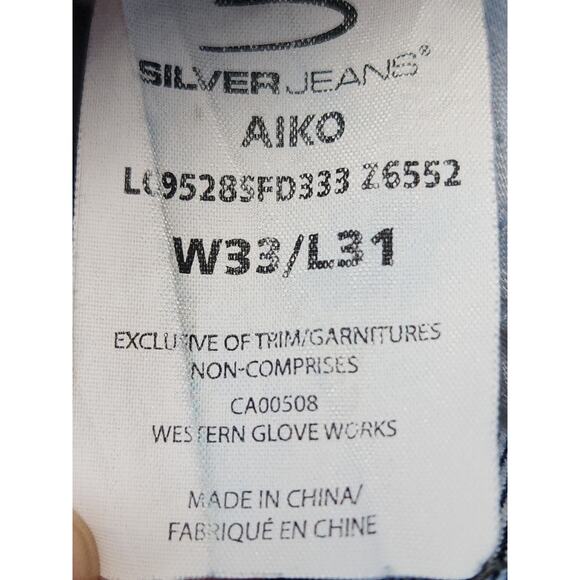 SILVER JEANS®
AIKO
L69528SFD333 Z6552
W33/L31
EXCLUSIVE OF TRIM/GARNITURES
NON-COMPRISES
CA00508
WESTERN GLOVE WORKS
MADE IN CHINA/
FABRIQUÉ EN CHINE